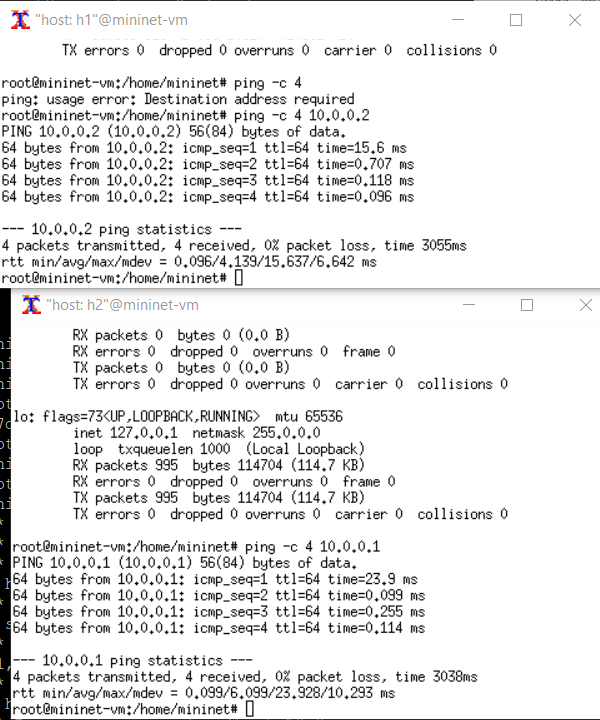 "host: h1"@mininet-vm
TX errors 0  dropped 0 overruns 0  carrier 0  collisions 0
root@mininet-vm:/home/mininet# ping -c 4
ping: usage error: Destination address required
root@mininet-vm:/home/mininet# ping -c 4 10.0.0.2
PING 10.0.0.2 (10.0.0.2) 56(84) bytes of data.
64 bytes from 10.0.0.2: icmp_seq=1 ttl=64 time=15.6 ms
64 bytes from 10.0.0.2: icmp_seq=2 ttl=64 time=0.707 ms
64 bytes from 10.0.0.2: icmp_seq=3 ttl=64 time=0.118 ms
64 bytes from 10.0.0.2: icmp_seq=4 ttl=64 time=0.096 ms
--- 10.0.0.2 ping statistics ---
4 packets transmitted, 4 received, 0% packet loss, time 3055ms
rtt min/avg/max/mdev = 0.096/4.139/15.637/6.642 ms
root@mininet-vm:/home/mininet#
"host: h2"@mininet-vm
RX packets 0  bytes 0 (0.0 B)
RX errors 0  dropped 0  overruns 0  frame 0
TX packets 0  bytes 0 (0.0 B)
TX errors 0  dropped 0 overruns 0  carrier 0  collisions 0
lo: flags=73<UP,LOOPBACK,RUNNING>  mtu 65536
inet 127.0.0.1  netmask 255.0.0.0
loop  txqueuelen 1000  (Local Loopback)
RX packets 995  bytes 114704 (114.7 KB)
RX errors 0  dropped 0  overruns 0  frame 0
TX packets 995  bytes 114704 (114.7 KB)
TX errors 0  dropped 0 overruns 0  carrier 0  collisions 0
root@mininet-vm:/home/mininet# ping -c 4 10.0.0.1
PING 10.0.0.1 (10.0.0.1) 56(84) bytes of data.
64 bytes from 10.0.0.1: icmp_seq=1 ttl=64 time=23.9 ms
64 bytes from 10.0.0.1: icmp_seq=2 ttl=64 time=0.099 ms
64 bytes from 10.0.0.1: icmp_seq=3 ttl=64 time=0.255 ms
64 bytes from 10.0.0.1: icmp_seq=4 ttl=64 time=0.114 ms
--- 10.0.0.1 ping statistics ---
4 packets transmitted, 4 received, 0% packet loss, time 3038ms
rtt min/avg/max/mdev = 0.099/6.099/23.928/10.293 ms
root@mininet-vm:/home/mininet#